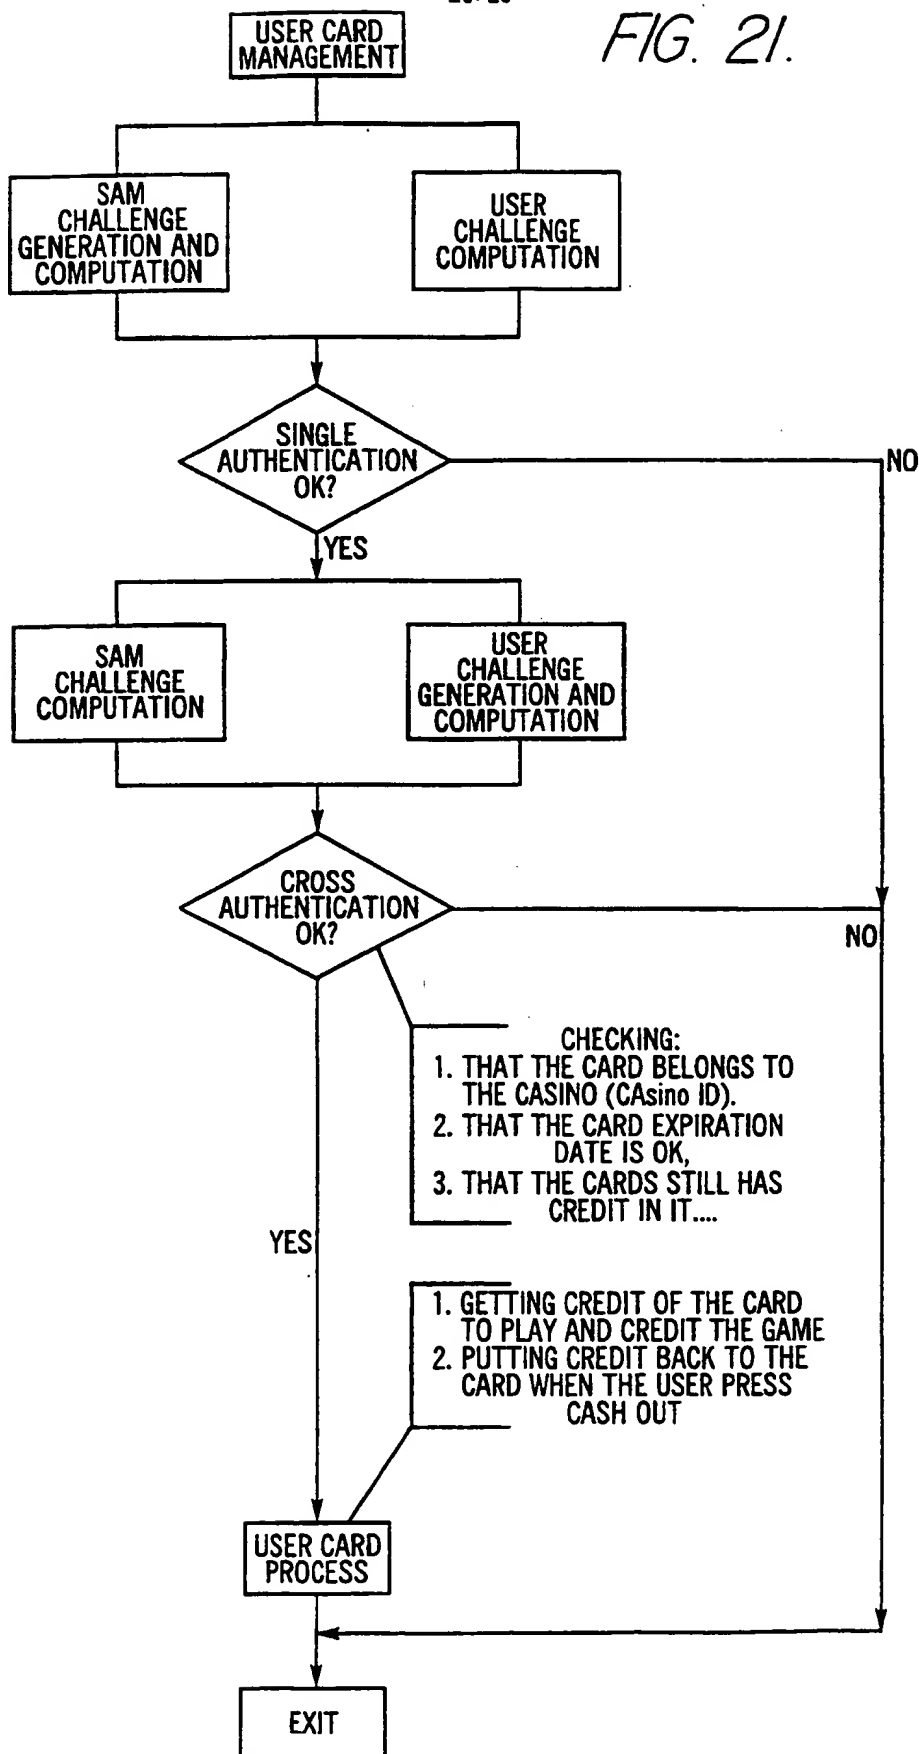 FIG. 21.
USER CARD
MANAGEMENT
SAM
CHALLENGE
GENERATION AND
COMPUTATION
USER
CHALLENGE
COMPUTATION
SINGLE
AUTHENTICATION
OK?
NO
YES
SAM
CHALLENGE
COMPUTATION
USER
CHALLENGE
GENERATION AND
COMPUTATION
CROSS
AUTHENTICATION
OK?
NO
CHECKING:
1. THAT THE CARD BELONGS TO
THE CASINO (CAsino ID).
2. THAT THE CARD EXPIRATION
DATE IS OK,
3. THAT THE CARDS STILL HAS
CREDIT IN IT....
YES
1. GETTING CREDIT OF THE CARD
TO PLAY AND CREDIT THE GAME
2. PUTTING CREDIT BACK TO THE
CARD WHEN THE USER PRESS
CASH OUT
USER CARD
PROCESS
EXIT